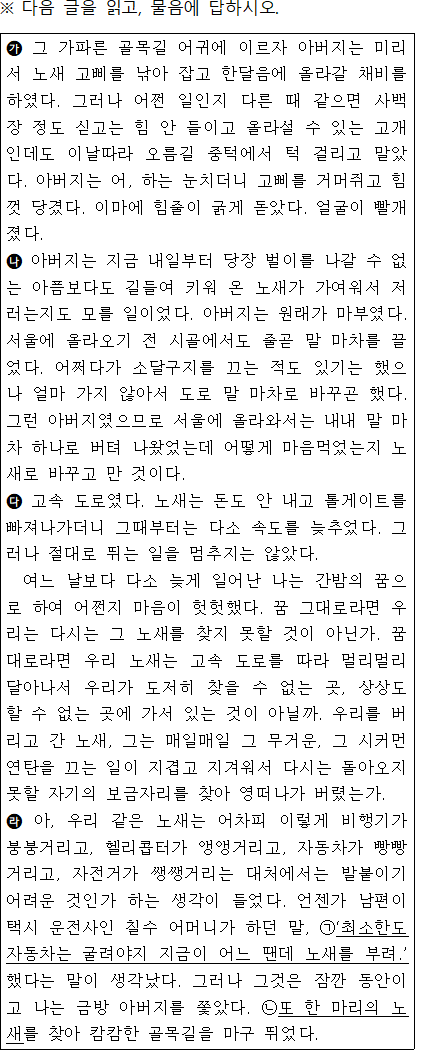 ※ 다음 글을 읽고, 물음에 답하시오.
㉮ 그 가파른 골목길 어귀에 이르자 아버지는 미리
서 노새 고삐를 낚아 잡고 한달음에 올라갈 채비를
하였다. 그러나 어쩐 일인지 다른 때 같으면 사백
장 정도 싣고는 힘 안 들이고 올라설 수 있는 고개
인데도 이날따라 오름길 중턱에서 턱 걸리고 말았
다. 아버지는 어, 하는 눈치더니 고삐를 거머쥐고 힘
껏 당겼다. 이마에 힘줄이 굵게 돋았다. 얼굴이 빨개
졌다.
㉯ 아버지는 지금 내일부터 당장 벌이를 나갈 수 없
는 아픔보다도 길들여 키워 온 노새가 가여워서 저
러는지도 모를 일이었다. 아버지는 원래가 마부였다.
서울에 올라오기 전 시골에서도 줄곧 말 마차를 끌
었다. 어쩌다가 소달구지를 끄는 적도 있기는 했으
나 얼마 가지 않아서 도로 말 마차로 바꾸곤 했다.
그런 아버지였으므로 서울에 올라와서는 내내 말 마
차 하나로 버텨 나왔었는데 어떻게 마음먹었는지 노
새로 바꾸고 만 것이다.
㉰ 고속 도로였다. 노새는 돈도 안 내고 톨게이트를
빠져나가더니 그때부터는 다소 속도를 늦추었다. 그
러나 절대로 뛰는 일을 멈추지는 않았다.
여느 날보다 다소 늦게 일어난 나는 간밤의 꿈으
로 하여 어쩐지 마음이 헛헛했다. 꿈 그대로라면 우
리는 다시는 그 노새를 찾지 못할 것이 아닌가. 꿈
대로라면 우리 노새는 고속 도로를 따라 멀리멀리
달아나서 우리가 도저히 찾을 수 없는 곳, 상상도
할 수 없는 곳에 가서 있는 것이 아닐까. 우리를 버
리고 간 노새, 그는 매일매일 그 무거운, 그 시커먼
연탄을 끄는 일이 지겹고 지겨워서 다시는 돌아오지
못할 자기의 보금자리를 찾아 영떠나가 버렸는가.
㉱ 아, 우리 같은 노새는 어차피 이렇게 비행기가
붕붕거리고, 헬리콥터가 앵앵거리고, 자동차가 빵빵
거리고, 자전거가 쌩쌩거리는 대처에서는 발붙이기
어려운 것인가 하는 생각이 들었다. 언젠가 남편이
택시 운전사인 칠수 어머니가 하던 말, ㉠‘최소한도
자동차는 굴려야지 지금이 어느 땐데 노새를 부려.’
했다는 말이 생각났다. 그러나 그것은 잠깐 동안이
고 나는 금방 아버지를 쫓았다. ㉡또 한 마리의 노
새를 찾아 캄캄한 골목길을 마구 뛰었다.